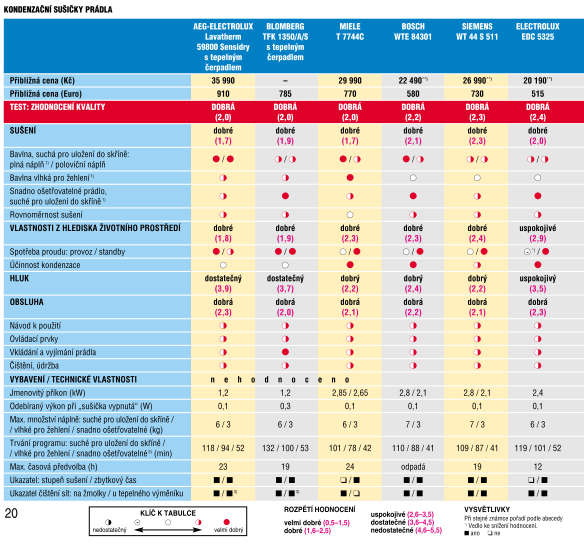 KONDENZAČNÍ SUŠIČKY PRÁDLA
AEG-ELECTROLUX Lavatherm 59800 Sensidry s tepelným čerpadlem
BLOMBERG TFK 1350/A/S s tepelným čerpadlem
MIELE T 7744C
BOSCH WTE 84301
SIEMENS WT 44 S 511
ELECTROLUX EDC 5325
Přibližná cena (Kč) 35 990 – 29 990 22 490**) 26 990**) 20 190**)
Přibližná cena (Euro) 910 785 770 580 730 515
TEST: ZHODNOCENÍ KVALITY DOBRÁ DOBRÁ DOBRÁ DOBRÁ DOBRÁ DOBRÁ
(2,0) (2,0) (2,0) (2,2) (2,3) (2,4)
SUŠENÍ dobré dobré dobré dobré dobré dobré
(1,7) (1,9) (1,7) (2,1) (2,3) (2,0)
Bavlna, suchá pro uložení do skříně:
plná náplň 1) / poloviční náplň / / / / / /
Bavlna vlhká pro žehlení 1)
Snadno ošetřovatelné prádlo,
suché pro uložení do skříně 1)
Rovnoměrnost sušení
VLASTNOSTI Z HLEDISKA ŽIVOTNÍHO PROSTŘEDÍ dobré dobré dobré dobré dobré uspokojivé
(1,8) (1,9) (2,3) (2,3) (2,4) (2,9)
Spotřeba proudu: provoz / standby / / / / / /
Účinnost kondenzace
HLUK dostatečný dostatečný dobrý dobrý dobrý uspokojivý
(3,9) (3,7) (2,2) (2,4) (2,2) (3,5)
OBSLUHA dobrá dobrá dobrá dobrá dobrá dobrá
(2,3) (2,0) (2,1) (2,2) (2,1) (2,3)
Návod k použití
Ovládací prvky
Vkládání a vyjímání prádla
Čištění, údržba
VYBAVENÍ / TECHNICKÉ VLASTNOSTI n e h o d n o c e n o
Jmenovitý příkon (kW) 1,2 1,2 2,85 / 2,65 2,8 / 2,1 2,8 / 2,1 2,4
Odebíraný výkon při „sušička vypnutá“ (W) 0,1 0,3 0,1 0,1 0,1 0,1
Max. množství náplně: suché pro uložení do skříně /
/ vlhké pro žehlení / snadno ošetřovatelné (kg) 6 / 3 6 / 3 6 / 3 7 / 3 7 / 3 6 / 3
Trvání programu: suché pro uložení do skříně /
/ vlhké pro žehlení / snadno ošetřovatelné (min) 118 / 94 / 52 132 / 100 / 53 101 / 78 / 42 110 / 88 / 41 109 / 87 / 41 119 / 101 / 52
Max. časová předvolba (h) 23 19 24 odpadá 19 12
Ukazatel: stupeň sušení / zbytkový čas / / / / / /
Ukazatel čištění sít: na žmolky / u tepelného výměníku / / / / / /
20
KLÍČ K TABULCE
nedostatečný velmi dobrý
ROZPĚTÍ HODNOCENÍ
velmi dobré (0,5–1,5)
dobré (1,6–2,5)
uspokojivé (2,6–3,5)
dostatečné (3,6–4,5)
nedostatečné (4,6–5,5)
VYSVĚTLIVKY
Při stejné známce pořadí podle abecedy
*) Vedlo ke snížení hodnocení.
ano ne